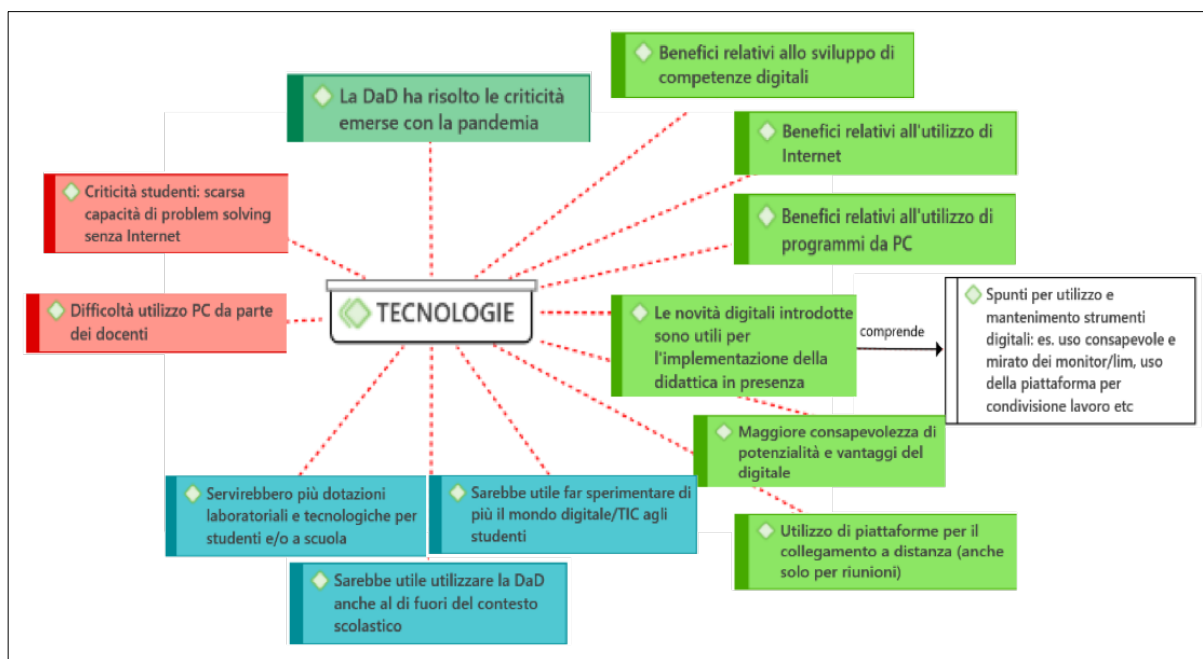 Benefici relativi allo sviluppo di
competenze digitali
La DaD ha risolto le criticità
emerse con la pandemia
Benefici relativi all'utilizzo di
Internet
Criticità studenti: scarsa
capacità di problem solving
senza Internet
Benefici relativi all'utilizzo di
programmi da PC
Difficoltà utilizzo PC da parte
dei docenti
TECNOLOGIE
Le novità digitali introdotte
sono utili per
l'implementazione della
didattica in presenza
comprende
Spunti per utilizzo e
mantenimento strumenti
digitali: es. uso consapevole e
mirato dei monitor/lim, uso
della piattaforma per
condivisione lavoro etc
Maggiore consapevolezza di
potenzialità e vantaggi del
digitale
Servirebbero più dotazioni
laboratoriali e tecnologiche per
studenti e/o a scuola
Sarebbe utile far sperimentare di
più il mondo digitale/TIC agli
studenti
Utilizzo di piattaforme per il
collegamento a distanza (anche
solo per riunioni)
Sarebbe utile utilizzare la DaD
anche al di fuori del contesto
scolastico